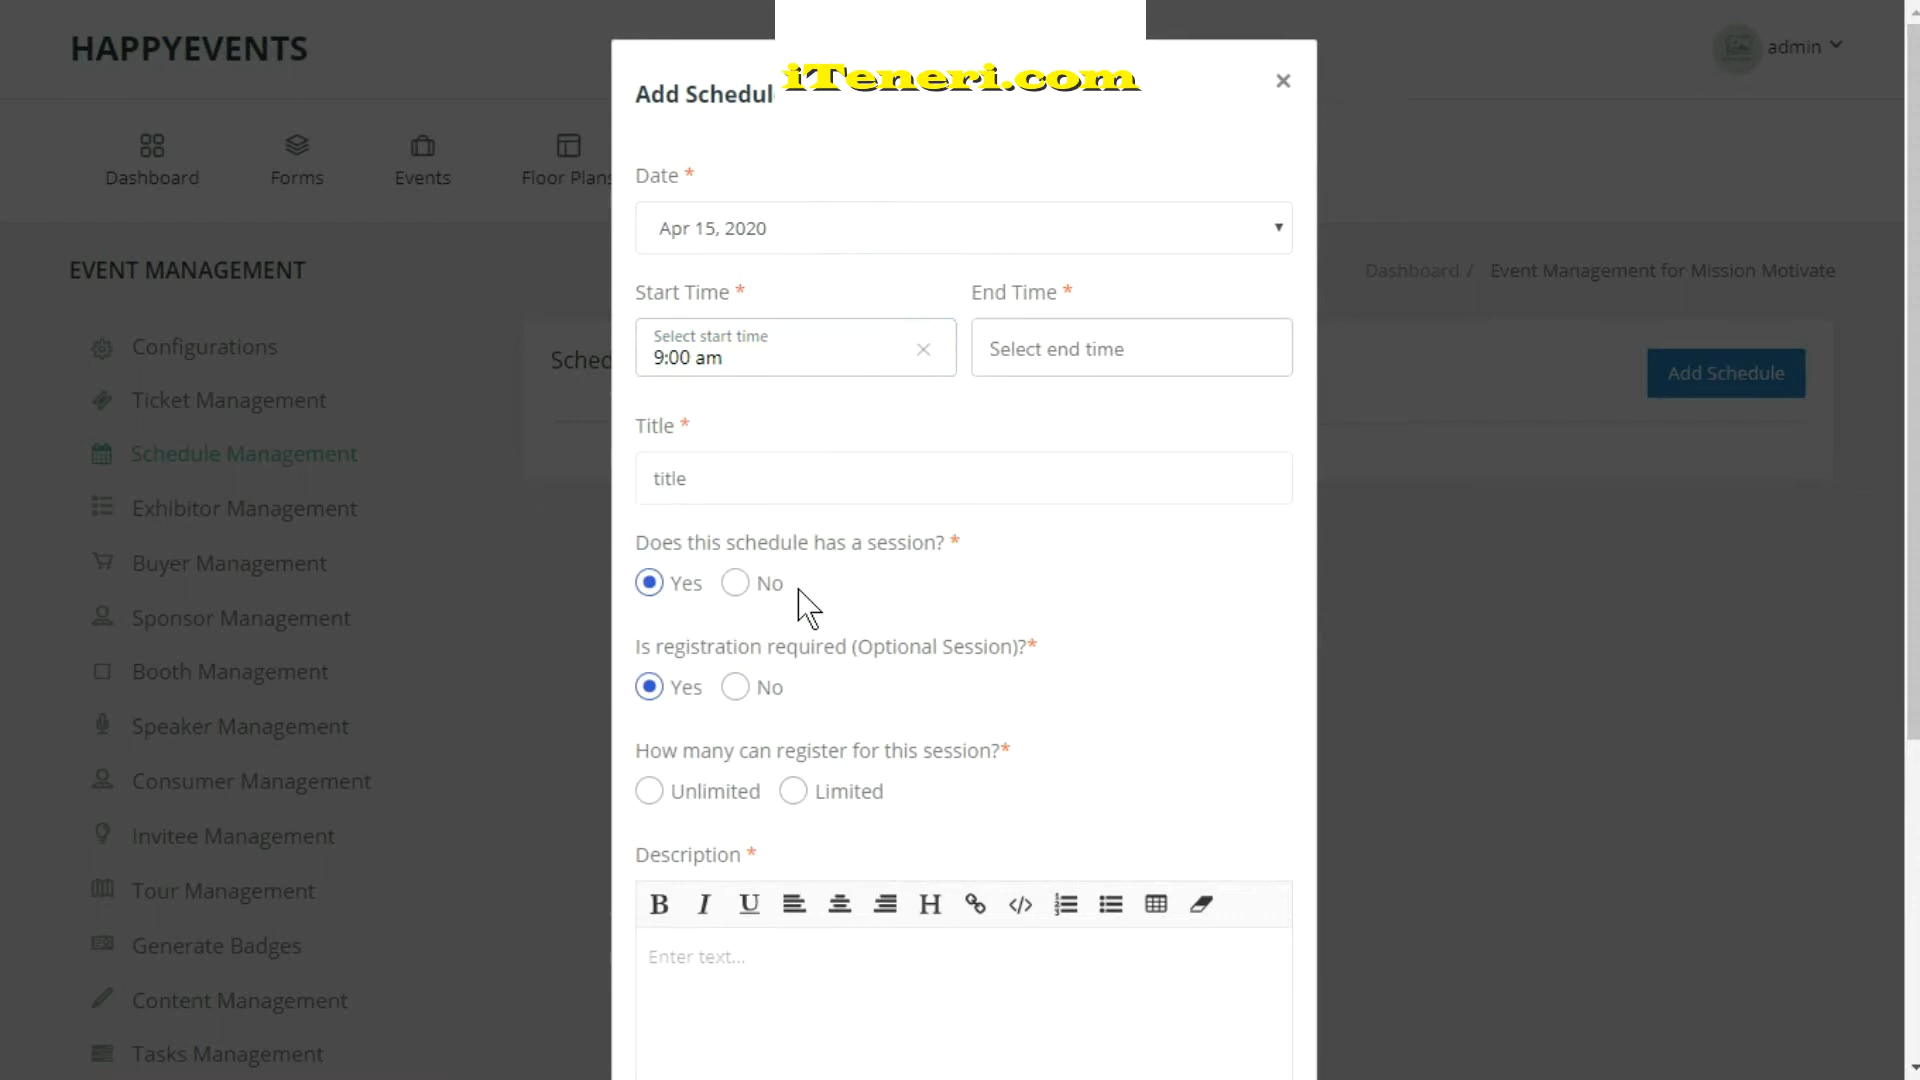 HAPPYEVENTS
admin
iTeneri.com
Add Schedul
×
Dashboard
Forms
Events
Floor Plans
Date *
Apr 15, 2020
EVENT MANAGEMENT
Dashboard / Event Management for Mission Motivate
Start Time *
End Time *
Select start time
9:00 am
Select end time
Configurations
Ticket Management
Schedule Management
Exhibitor Management
Buyer Management
Sponsor Management
Booth Management
Speaker Management
Consumer Management
Invitee Management
Tour Management
Generate Badges
Content Management
Tasks Management
Sched
Add Schedule
Title *
title
Does this schedule has a session? *
Yes No
Is registration required (Optional Session)?*
Yes No
How many can register for this session?*
Unlimited Limited
Description *
B I U H </>
Enter text...